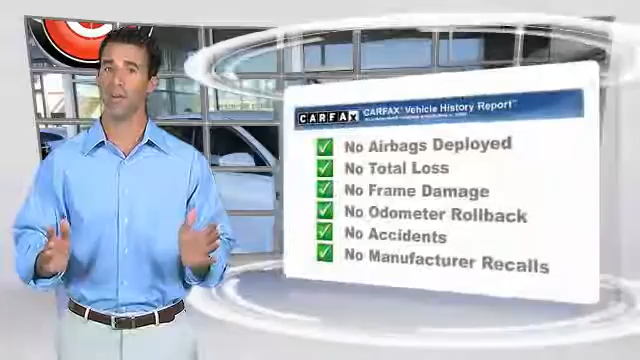 CARFAX CARFAX Vehicle History Report™
No Airbags Deployed
No Total Loss
No Frame Damage
No Odometer Rollback
No Accidents
No Manufacturer Recalls